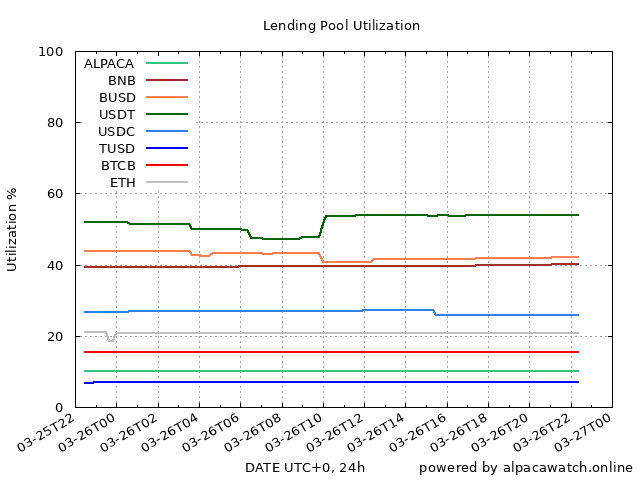 Lending Pool Utilization
100
80
60
40
20
0
Utilization %
ALPACA
BNB
BUSD
USDT
USDC
TUSD
BTCB
ETH
03-25T22
03-26T00
03-26T02
03-26T04
03-26T06
03-26T08
03-26T10
03-26T12
03-26T14
03-26T16
03-26T18
03-26T20
03-26T22
03-27T00
DATE UTC+0, 24h
powered by alpacawatch.online